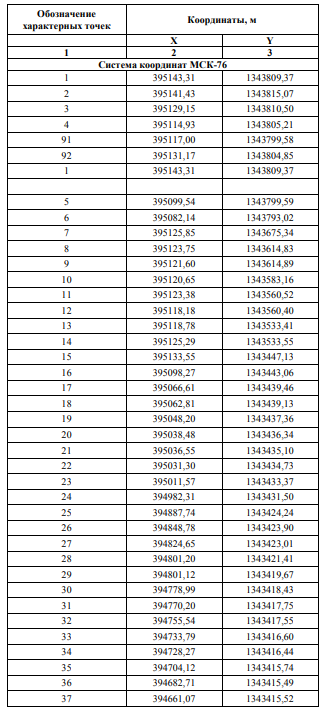 Обозначение характерных точек Координаты, м
X Y
1 2 3
Система координат МСК-76
1 395143,31 1343809,37
2 395141,43 1343815,07
3 395129,15 1343810,50
4 395114,93 1343805,21
91 395117,00 1343799,58
92 395131,17 1343804,85
1 395143,31 1343809,37
5 395099,54 1343799,59
6 395082,14 1343793,02
7 395125,85 1343675,34
8 395123,75 1343614,83
9 395121,60 1343614,89
10 395120,65 1343583,16
11 395123,38 1343560,52
12 395118,18 1343560,40
13 395118,78 1343533,41
14 395125,29 1343533,55
15 395133,55 1343447,13
16 395098,27 1343443,06
17 395066,61 1343439,46
18 395062,81 1343439,13
19 395048,20 1343437,36
20 395038,48 1343436,34
21 395036,55 1343435,10
22 395031,30 1343434,73
23 395011,57 1343433,37
24 394982,31 1343431,50
25 394887,74 1343424,24
26 394848,78 1343423,90
27 394824,65 1343423,01
28 394801,20 1343421,41
29 394801,12 1343419,67
30 394778,99 1343418,43
31 394770,20 1343417,75
32 394755,54 1343417,55
33 394733,79 1343416,60
34 394728,27 1343416,44
35 394704,12 1343415,74
36 394682,71 1343415,49
37 394661,07 1343415,52